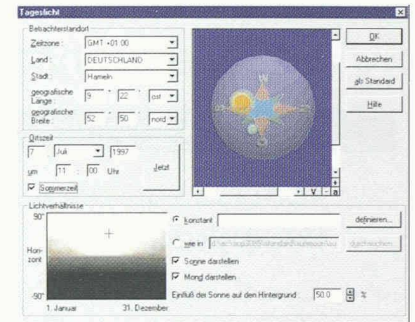 Tageslicht
Betrachterstandort
Zeitzone: GMT +01:00
Land: DEUTSCHLAND
Stadt: Hameln
geografische Länge 9 ° 22 ' ost
geografische Breite: 52 ° 50 ' nord
OK
Abbrechen
als Standard
Hilfe
N
V - a
Ortszeit
7 Juli 1997
um 11 : 00 Uhr
Jetzt
Sommerzeit
Lichtverhältnisse
90°
Hori-
zont
-90°
1. Januar 31. Dezember
konstant definieren...
wie in durchsuchen...
Sonne darstellen
Mond darstellen
Einfluß der Sonne auf den Hintergrund: 50.0 %